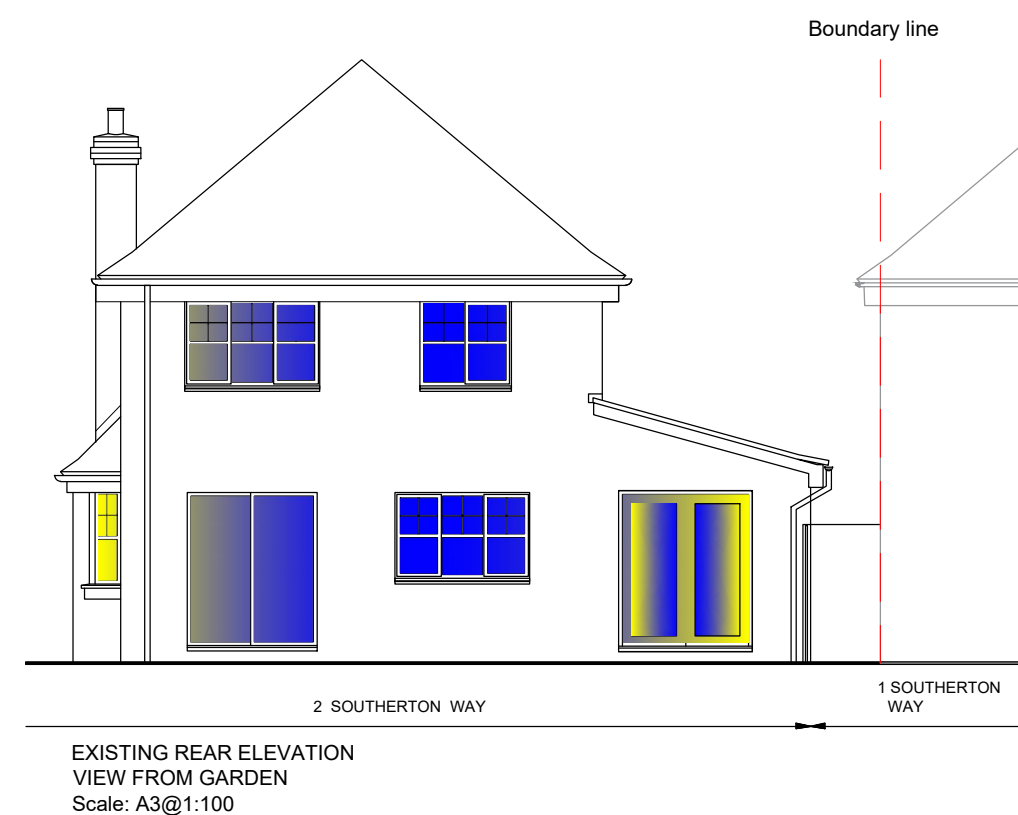 Boundary line
1 SOUTHERTON
WAY
2 SOUTHERTON WAY
EXISTING REAR ELEVATION
VIEW FROM GARDEN
Scale: A3@1:100